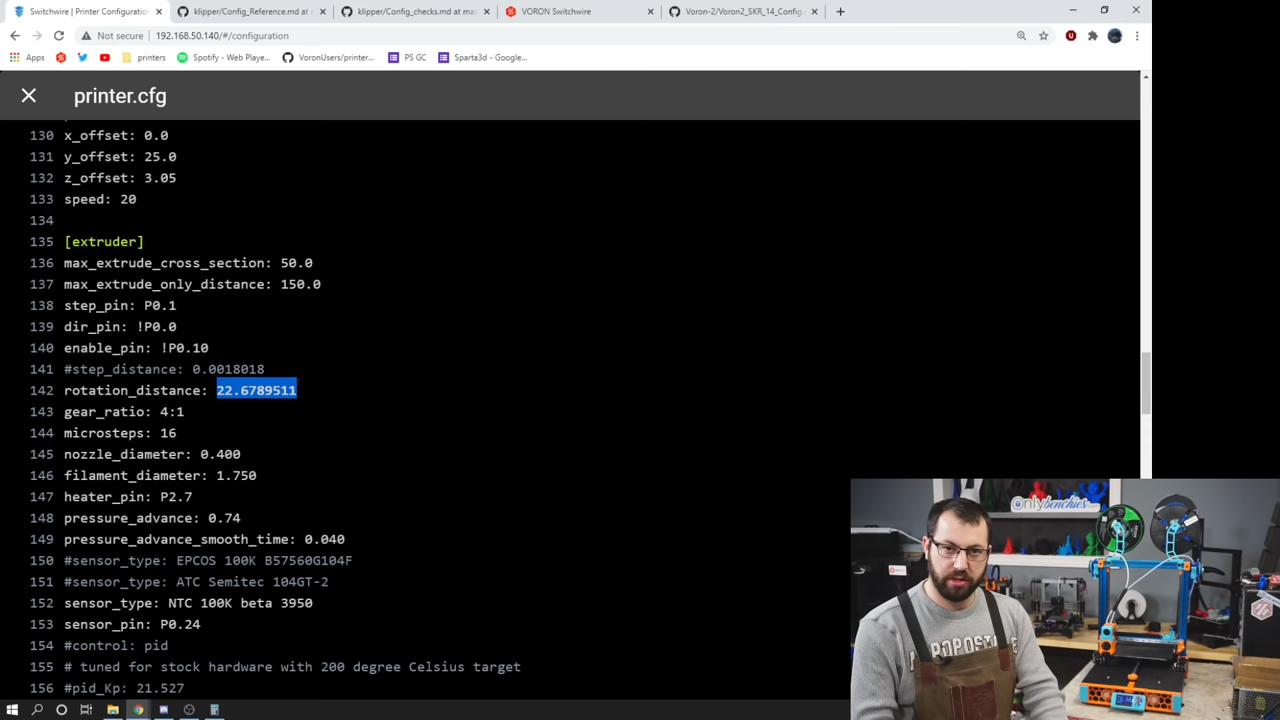 Switchwire | Printer Configuratio
klipper/Config_Reference.md at m
klipper/Config_checks.md at mas
VORON Switchwire
Voron-2/Voron2_SKR_14_Config.
Not secure | 192.168.50.140/#/configuration
Apps
printers
Spotify - Web Playe...
VoronUsers/printer...
PS GC
Sparta3d - Google...
printer.cfg
130 x_offset: 0.0
131 y_offset: 25.0
132 z_offset: 3.05
133 speed: 20
134
135 [extruder]
136 max_extrude_cross_section: 50.0
137 max_extrude_only_distance: 150.0
138 step_pin: P0.1
139 dir_pin: !P0.0
140 enable_pin: !P0.10
141 #step_distance: 0.0018018
142 rotation_distance: 22.6789511
143 gear_ratio: 4:1
144 microsteps: 16
145 nozzle_diameter: 0.400
146 filament_diameter: 1.750
147 heater_pin: P2.7
148 pressure_advance: 0.74
149 pressure_advance_smooth_time: 0.040
150 #sensor_type: EPCOS 100K B57560G104F
151 #sensor_type: ATC Semitec 104GT-2
152 sensor_type: NTC 100K beta 3950
153 sensor_pin: P0.24
154 #control: pid
155 # tuned for stock hardware with 200 degree Celsius target
156 #pid_Kp: 21.527
Onlybenchies